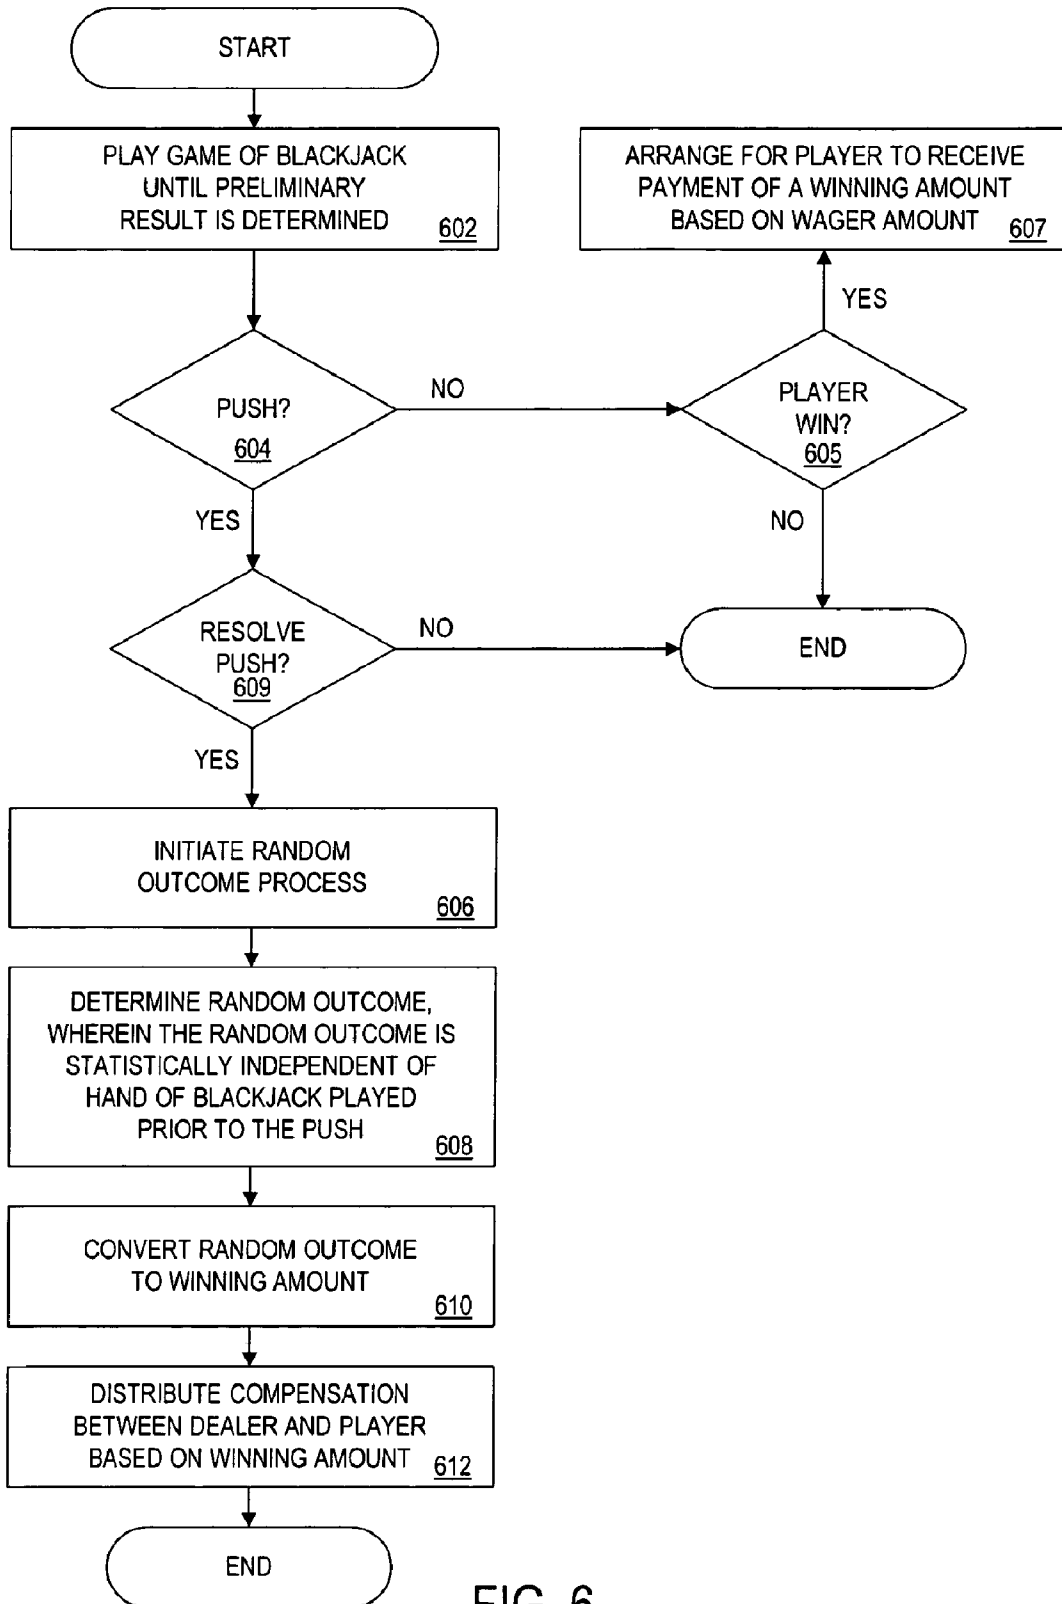 START
PLAY GAME OF BLACKJACK
UNTIL PRELIMINARY
RESULT IS DETERMINED
602
ARRANGE FOR PLAYER TO RECEIVE
PAYMENT OF A WINNING AMOUNT
BASED ON WAGER AMOUNT
607
YES
PUSH?
604
NO
PLAYER
WIN?
605
YES
NO
RESOLVE
PUSH?
609
NO
END
YES
INITIATE RANDOM
OUTCOME PROCESS
606
DETERMINE RANDOM OUTCOME,
WHEREIN THE RANDOM OUTCOME IS
STATISTICALLY INDEPENDENT OF
HAND OF BLACKJACK PLAYED
PRIOR TO THE PUSH
608
CONVERT RANDOM OUTCOME
TO WINNING AMOUNT
610
DISTRIBUTE COMPENSATION
BETWEEN DEALER AND PLAYER
BASED ON WINNING AMOUNT
612
END
FIG. 6